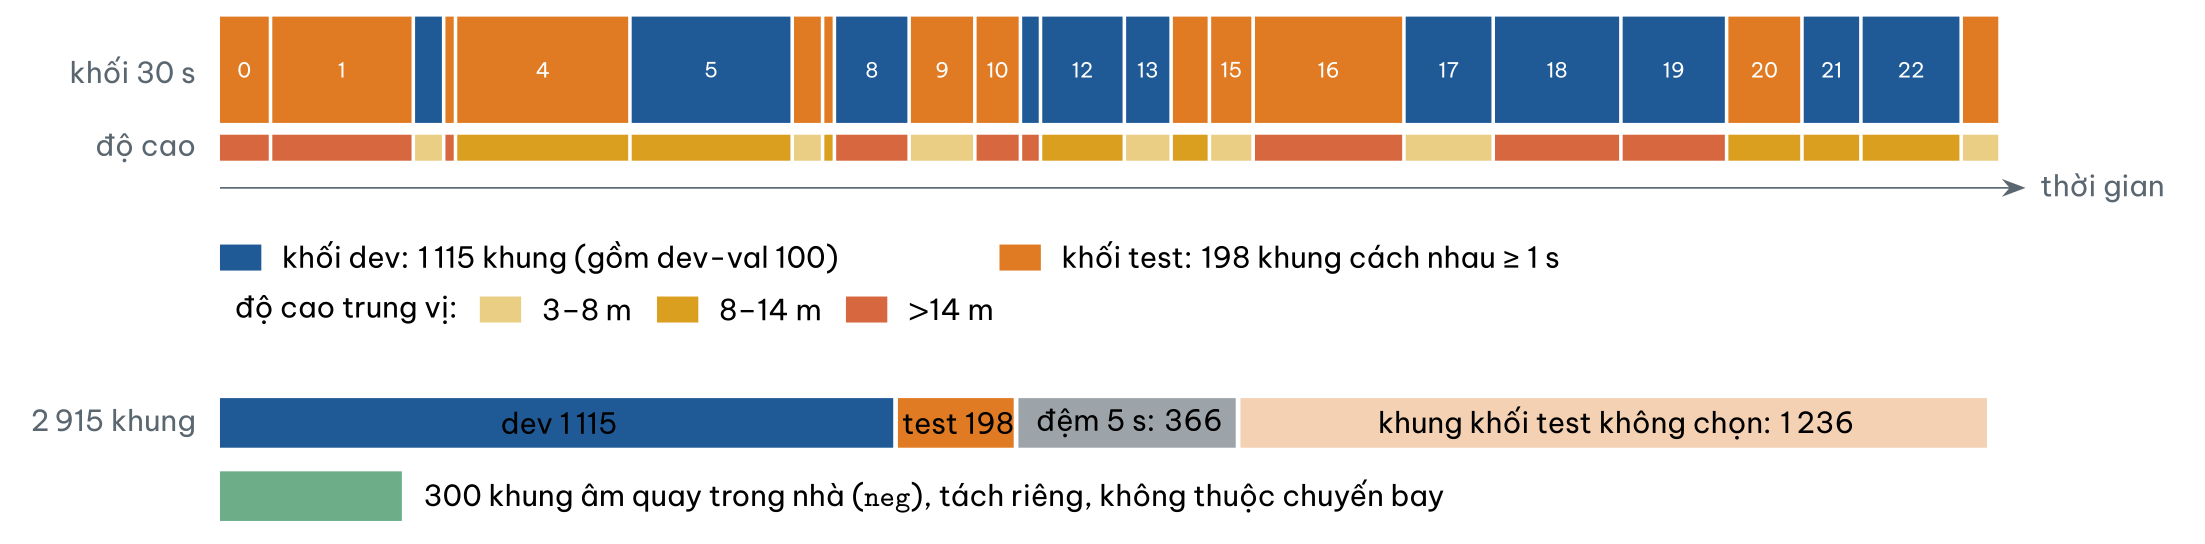 khối 30 s 0 1 4 5 8 9 10 12 13 15 16 17 18 19 20 21 22
độ cao
thời gian
khối dev: 1 115 khung (gồm dev-val 100) khối test: 198 khung cách nhau ≥ 1 s
độ cao trung vị: 3–8 m 8–14 m >14 m
2 915 khung dev 1 115 test 198 đệm 5 s: 366 khung khối test không chọn: 1 236
300 khung âm quay trong nhà (neg), tách riêng, không thuộc chuyến bay